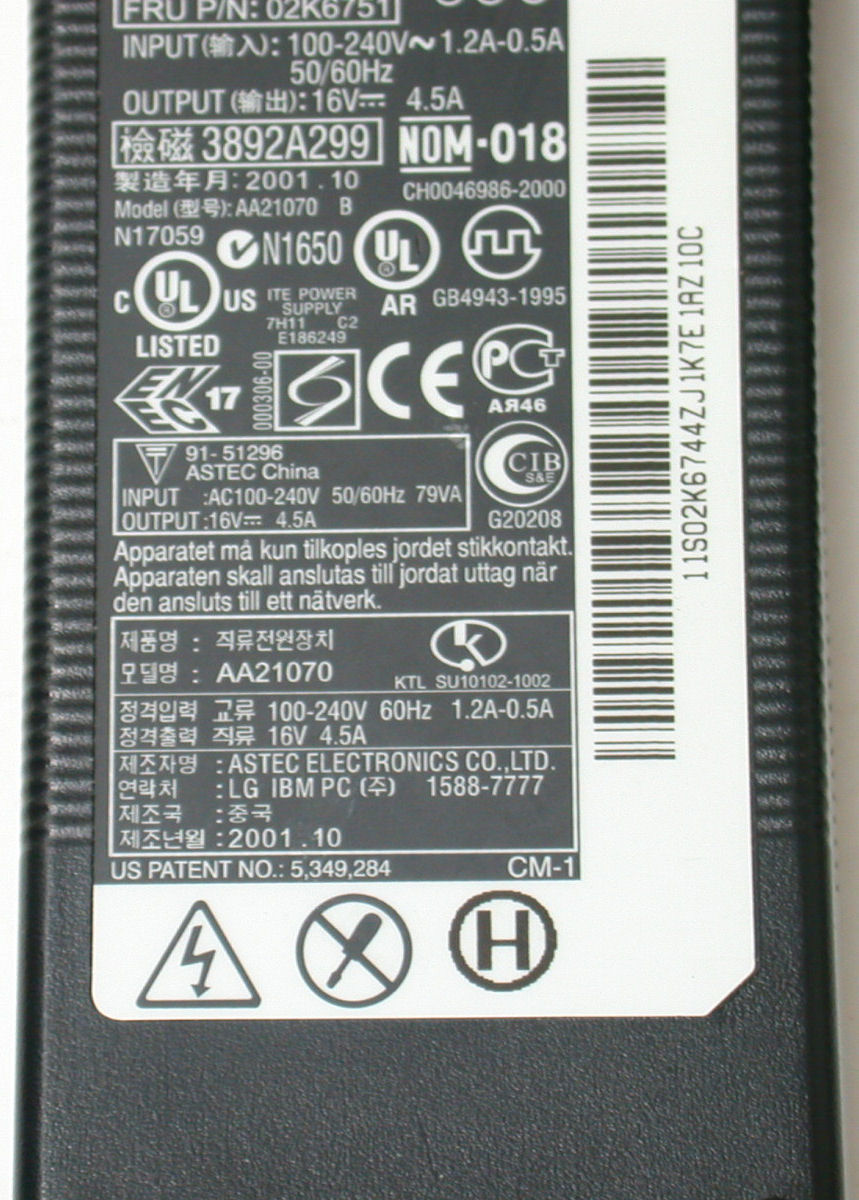 FRU P/N: 02K6751
INPUT(输入): 100-240V～1.2A-0.5A
50/60Hz
OUTPUT(输出): 16V⎓ 4.5A
檢磁 3892A299
NOM-018
製造年月: 2001.10
CH0046986-2000
Model (型号): AA21070 B
N17059
N1650
UL
AR
GB4943-1995
C UL US
LISTED
ITE POWER
SUPPLY
7H11 C2
E186249
ENEC 17
000306-00
S
CE
PCT
АЯ46
91-51296
ASTEC China
INPUT :AC100-240V 50/60Hz 79VA
OUTPUT:16V⎓ 4.5A
CIB
S&E
G20208
Apparatet må kun tilkoples jordet stikkontakt.
Apparaten skall anslutas till jordat uttag när
den ansluts till ett nätverk.
제품명 : 직류전원장치
모델명 : AA21070
KTL SU10102-1002
정격입력 교류 100-240V 60Hz 1.2A-0.5A
정격출력 직류 16V 4.5A
제조자명 : ASTEC ELECTRONICS CO.,LTD.
연락처 : LG IBM PC (주) 1588-7777
제조국 : 중국
제조년월 : 2001.10
US PATENT NO.: 5,349,284 CM-1
H
11S02K6744ZJ1K7E1AZ10C